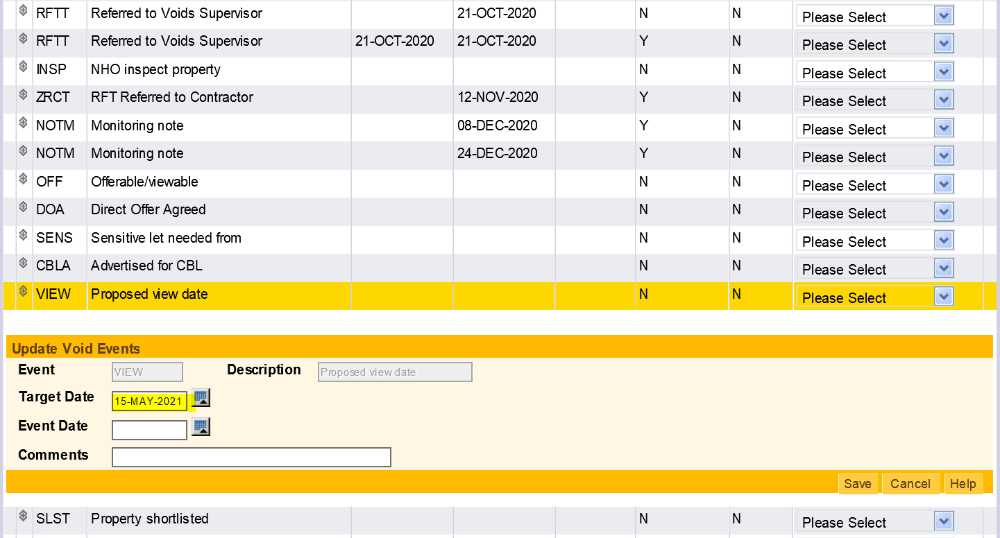 RFTT Referred to Voids Supervisor 21-OCT-2020 N N Please Select
RFTT Referred to Voids Supervisor 21-OCT-2020 21-OCT-2020 Y N Please Select
INSP NHO inspect property N N Please Select
ZRCT RFT Referred to Contractor 12-NOV-2020 Y N Please Select
NOTM Monitoring note 08-DEC-2020 Y N Please Select
NOTM Monitoring note 24-DEC-2020 Y N Please Select
OFF Offerable/viewable N N Please Select
DOA Direct Offer Agreed N N Please Select
SENS Sensitive let needed from N N Please Select
CBLA Advertised for CBL N N Please Select
VIEW Proposed view date N N Please Select
Update Void Events
Event VIEW Description Proposed view date
Target Date 15-MAY-2021
Event Date
Comments
Save Cancel Help
SLST Property shortlisted N N Please Select